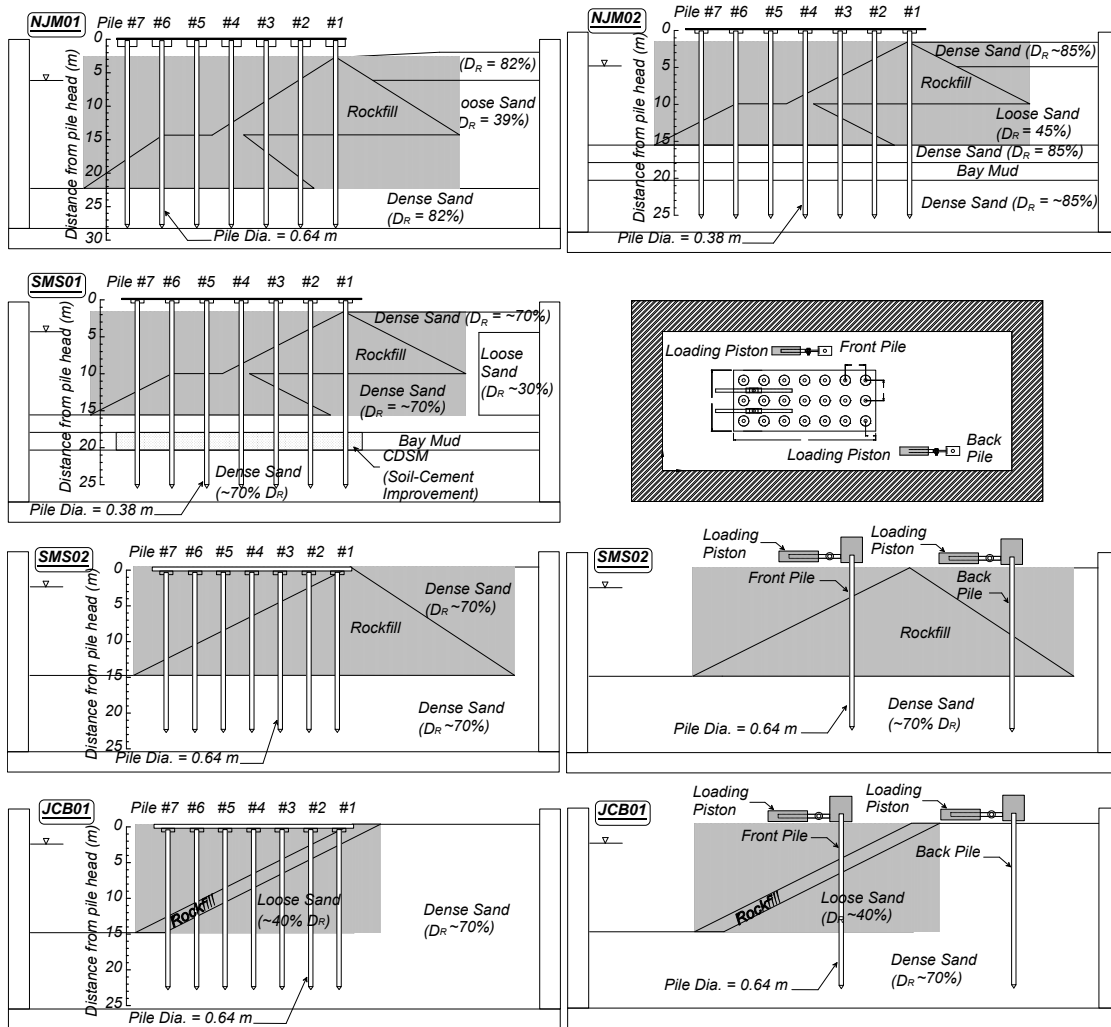 NJM01
Pile #7 #6 #5 #4 #3 #2 #1
Distance from pile head (m)
0
5
10
15
20
25
30
(DR = 82%)
Loose Sand
(DR = 39%)
Rockfill
Dense Sand
(DR = 82%)
Pile Dia. = 0.64 m
NJM02
Pile #7 #6 #5 #4 #3 #2 #1
Distance from pile head (m)
0
5
10
15
20
25
Dense Sand (DR ~85%)
Rockfill
Loose Sand
(DR = 45%)
Dense Sand (DR = 85%)
Bay Mud
Dense Sand (DR = ~85%)
Pile Dia. = 0.38 m
SMS01
Pile #7 #6 #5 #4 #3 #2 #1
Distance from pile head (m)
0
5
10
15
20
25
Dense Sand (DR = ~70%)
Rockfill
Loose
Sand
(DR ~30%)
Dense Sand
(DR = ~70%)
Bay Mud
CDSM
(Soil-Cement
Improvement)
Dense Sand
(~70% DR)
Pile Dia. = 0.38 m
Loading Piston
Front Pile
Loading Piston
Back
Pile
SMS02
Pile #7 #6 #5 #4 #3 #2 #1
Distance from pile head (m)
0
5
10
15
20
25
Dense Sand
(DR ~70%)
Rockfill
Dense Sand
(DR ~70%)
Pile Dia. = 0.64 m
SMS02
Loading
Piston
Loading
Piston
Front Pile
Back
Pile
Rockfill
Dense Sand
(~70% DR)
Pile Dia. = 0.64 m
JCB01
Pile #7 #6 #5 #4 #3 #2 #1
Distance from pile head (m)
0
5
10
15
20
25
Rockfill
Loose Sand
(~40% DR)
Dense Sand
(DR ~70%)
Pile Dia. = 0.64 m
JCB01
Loading
Piston
Loading
Piston
Front Pile
Back Pile
Rockfill
Loose Sand
(DR ~40%)
Dense Sand
(DR ~70%)
Pile Dia. = 0.64 m